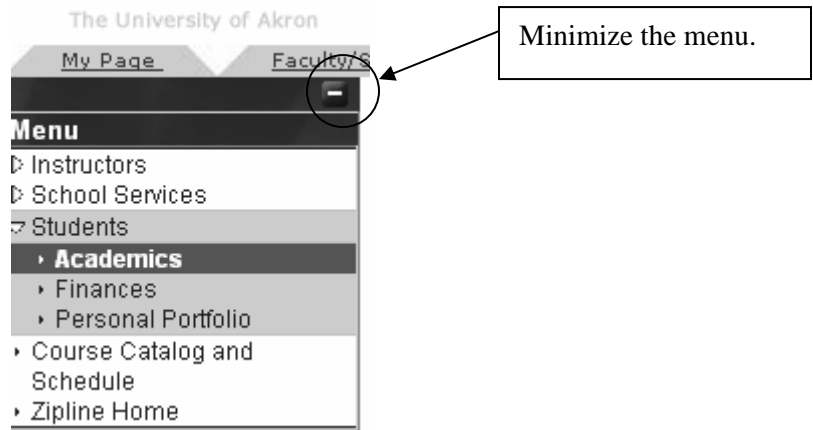 The University of Akron
Minimize the menu.
My Page
Faculty/S
Menu
Instructors
School Services
Students
Academics
Finances
Personal Portfolio
Course Catalog and
Schedule
Zipline Home